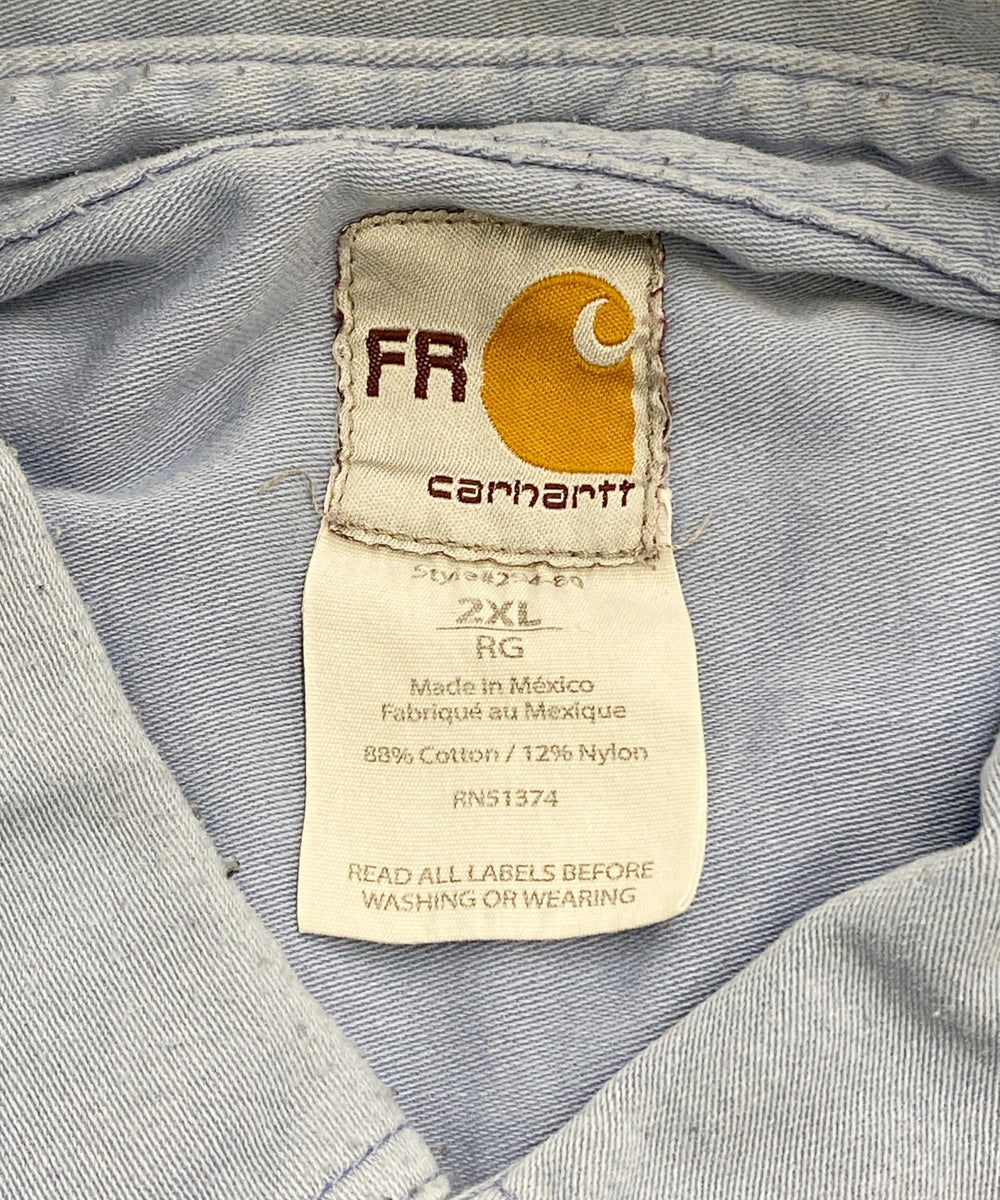 FR
carhartt
2XL
RG
Made in México
Fabriqué au Mexique
88% Cotton / 12% Nylon
RN51374
READ ALL LABELS BEFORE
WASHING OR WEARING